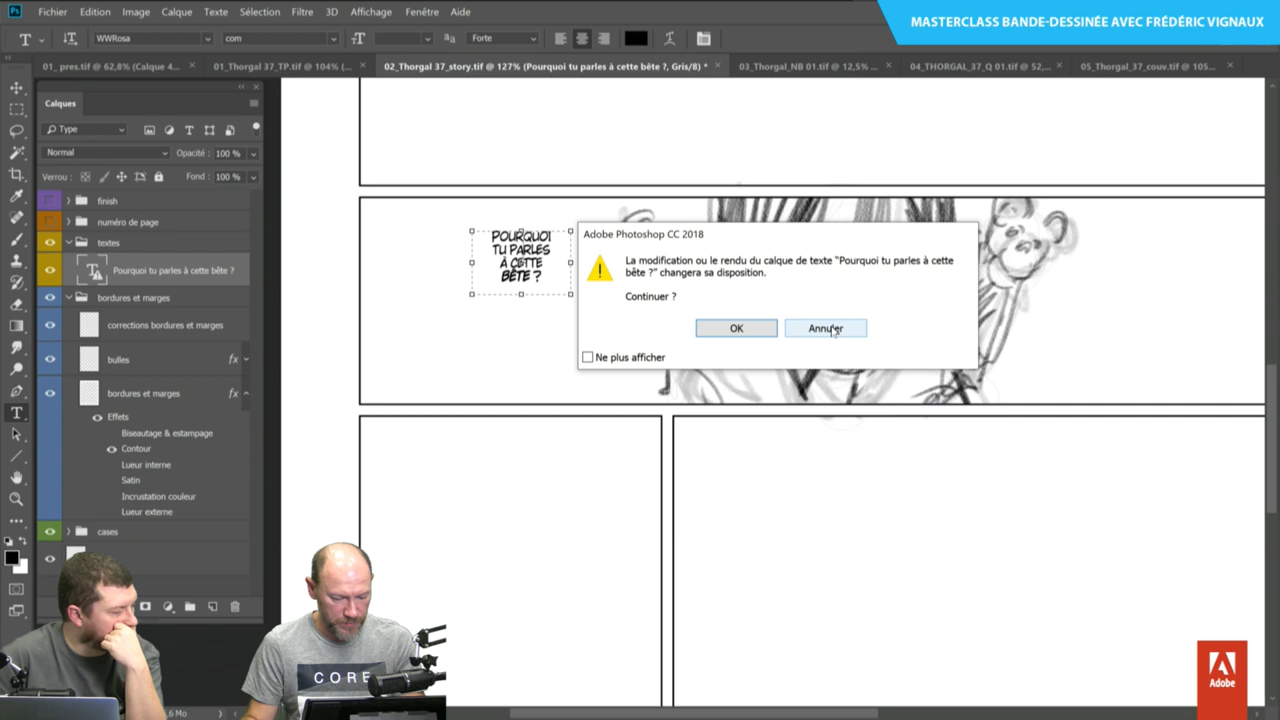 Ps Fichier Edition Image Calque Texte Sélection Filtre 3D Affichage Fenêtre Aide
MASTERCLASS BANDE-DESSINÉE AVEC FRÉDÉRIC VIGNAUX
T WWRosa com Forte
01_ pres.tif @ 62,8% (Calque 4... × 01_Thorgal 37_TP.tif @ 104% (... × 02_Thorgal 37_story.tif @ 127% (Pourquoi tu parles à cette bête ?, Gris/8) * × 03_Thorgal_NB 01.tif @ 12,5% ... × 04_THORGAL_37_Q 01.tif @ 52,... × 05_Thorgal_37_couv.tif @ 105... ×
Calques
Type
Normal Opacité : 100 %
Verrou : Fond : 100 %
finish
numéro de page
textes
Pourquoi tu parles à cette bête ?
bordures et marges
corrections bordures et marges
bulles fx
bordures et marges fx
Effets
Biseautage & estampage
Contour
Lueur interne
Satin
Incrustation couleur
Lueur externe
cases
POURQUOI
TU PARLES
À CETTE
BÊTE ?
Adobe Photoshop CC 2018
La modification ou le rendu du calque de texte "Pourquoi tu parles à cette
bête ?" changera sa disposition.
Continuer ?
OK Annuler
Ne plus afficher
CORE
Adobe